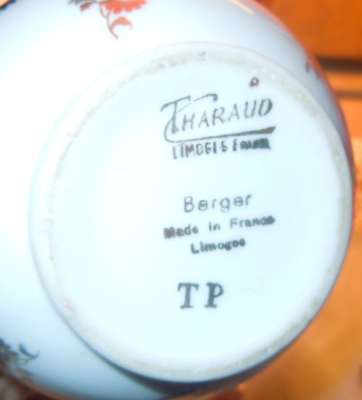 THARAUD
LIMOGES FRANCE
Berger
Made in France
Limoges
TP